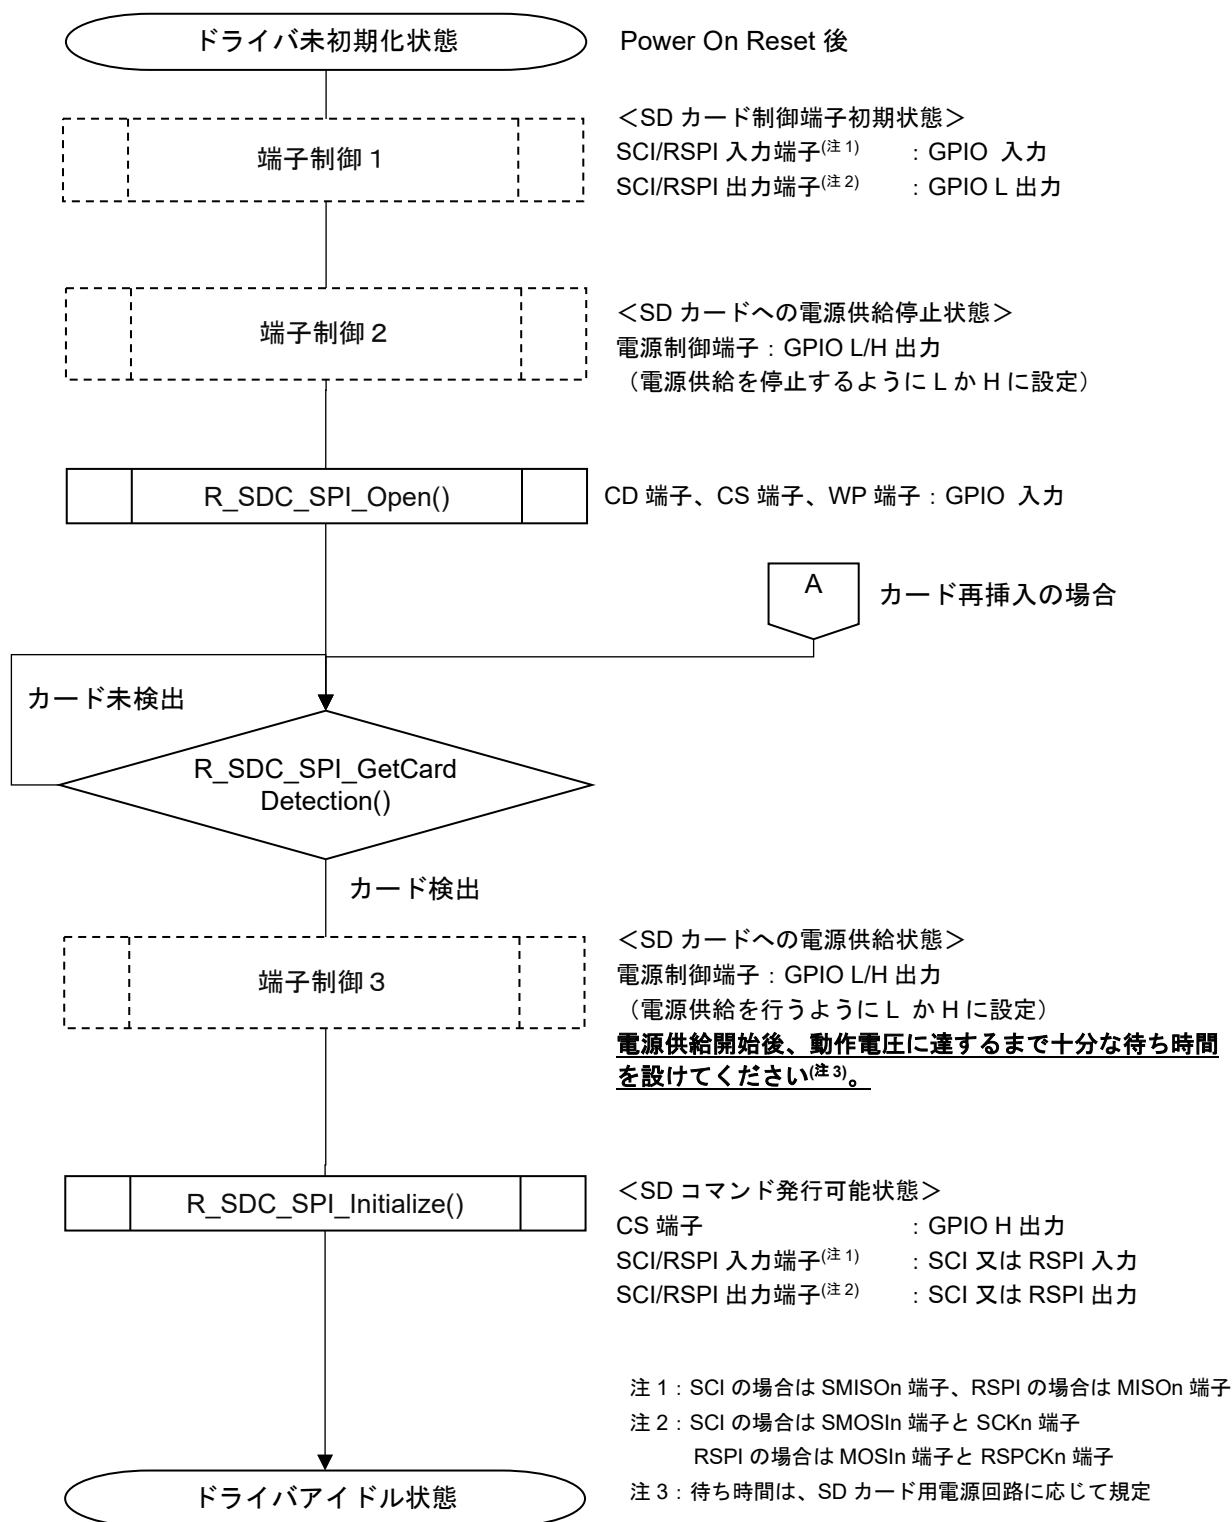 ドライバ未初期化状態
Power On Reset 後
端子制御１
＜SD カード制御端子初期状態＞
SCI/RSPI 入力端子(注 1) ：GPIO 入力
SCI/RSPI 出力端子(注 2) ：GPIO L 出力
端子制御２
＜SD カードへの電源供給停止状態＞
電源制御端子：GPIO L/H 出力
（電源供給を停止するように L か H に設定）
R_SDC_SPI_Open()
CD 端子、CS 端子、WP 端子：GPIO 入力
A
カード再挿入の場合
カード未検出
R_SDC_SPI_GetCard
Detection()
カード検出
端子制御３
＜SD カードへの電源供給状態＞
電源制御端子：GPIO L/H 出力
（電源供給を行うように L か H に設定）
電源供給開始後、動作電圧に達するまで十分な待ち時間
を設けてください(注 3)。
R_SDC_SPI_Initialize()
＜SD コマンド発行可能状態＞
CS 端子 ：GPIO H 出力
SCI/RSPI 入力端子(注 1) ：SCI 又は RSPI 入力
SCI/RSPI 出力端子(注 2) ：SCI 又は RSPI 出力
注 1：SCI の場合は SMISOn 端子、RSPI の場合は MISOn 端子
注 2：SCI の場合は SMOSIn 端子と SCKn 端子
RSPI の場合は MOSIn 端子と RSPCKn 端子
注 3：待ち時間は、SD カード用電源回路に応じて規定
ドライバアイドル状態